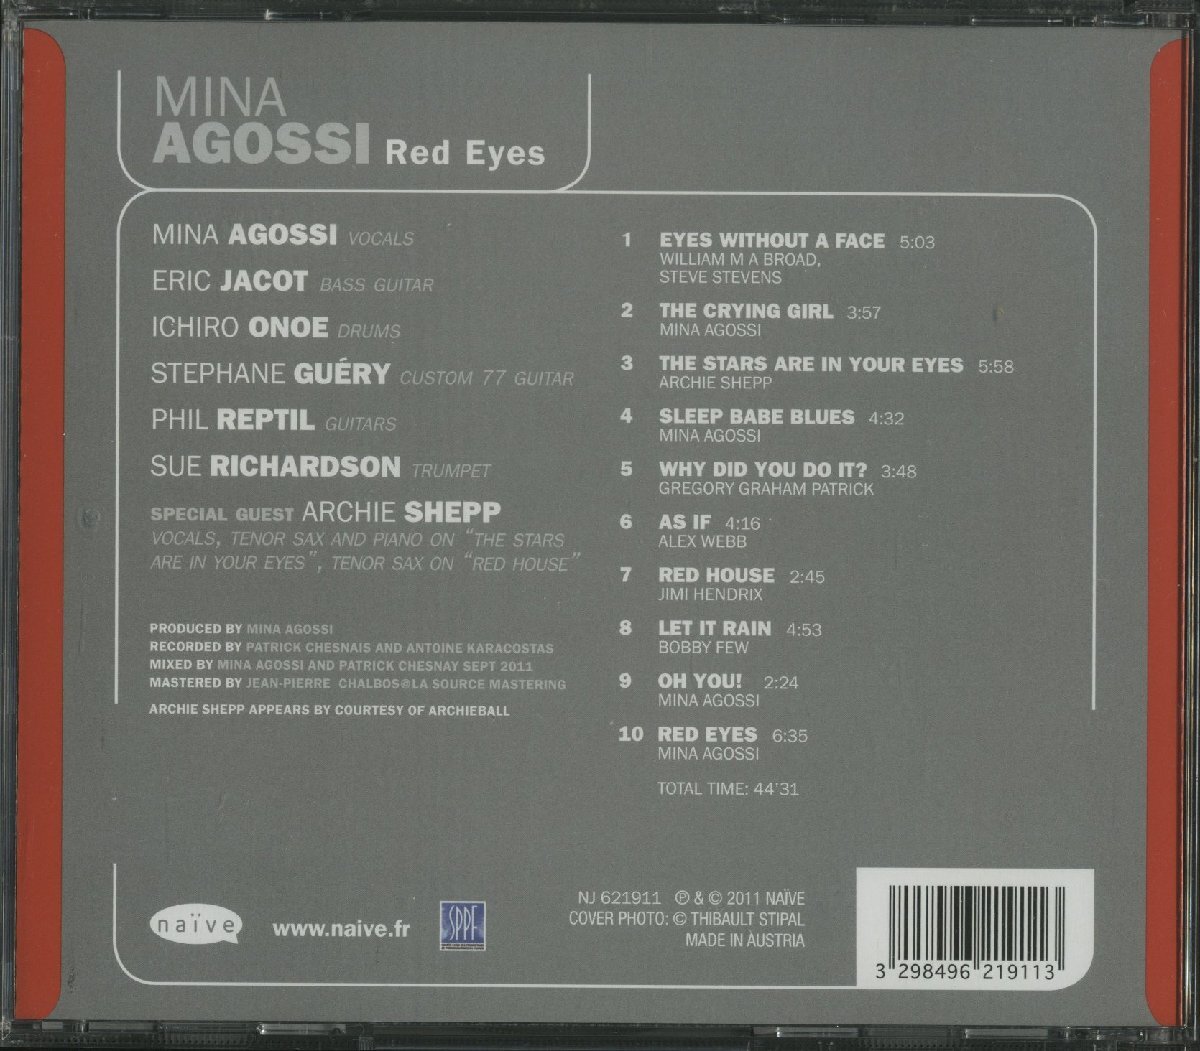 MINA
AGOSSI Red Eyes
MINA AGOSSI VOCALS
ERIC JACOT BASS GUITAR
ICHIRO ONOE DRUMS
STEPHANE GUÉRY CUSTOM 77 GUITAR
PHIL REPTIL GUITARS
SUE RICHARDSON TRUMPET
SPECIAL GUEST ARCHIE SHEPP
VOCALS, TENOR SAX AND PIANO ON "THE STARS
ARE IN YOUR EYES", TENOR SAX ON "RED HOUSE"
PRODUCED BY MINA AGOSSI
RECORDED BY PATRICK CHESNAIS AND ANTOINE KARACOSTAS
MIXED BY MINA AGOSSI AND PATRICK CHESNAY SEPT 2011
MASTERED BY JEAN-PIERRE CHALBOS@LA SOURCE MASTERING
ARCHIE SHEPP APPEARS BY COURTESY OF ARCHIEBALL
1 EYES WITHOUT A FACE 5:03
WILLIAM M A BROAD,
STEVE STEVENS
2 THE CRYING GIRL 3:57
MINA AGOSSI
3 THE STARS ARE IN YOUR EYES 5:58
ARCHIE SHEPP
4 SLEEP BABE BLUES 4:32
MINA AGOSSI
5 WHY DID YOU DO IT? 3:48
GREGORY GRAHAM PATRICK
6 AS IF 4:16
ALEX WEBB
7 RED HOUSE 2:45
JIMI HENDRIX
8 LET IT RAIN 4:53
BOBBY FEW
9 OH YOU! 2:24
MINA AGOSSI
10 RED EYES 6:35
MINA AGOSSI
TOTAL TIME: 44'31
naïve
www.naive.fr
SPPF
NJ 621911 ℗ & © 2011 NAÏVE
COVER PHOTO: © THIBAULT STIPAL
MADE IN AUSTRIA
3 298496 219113